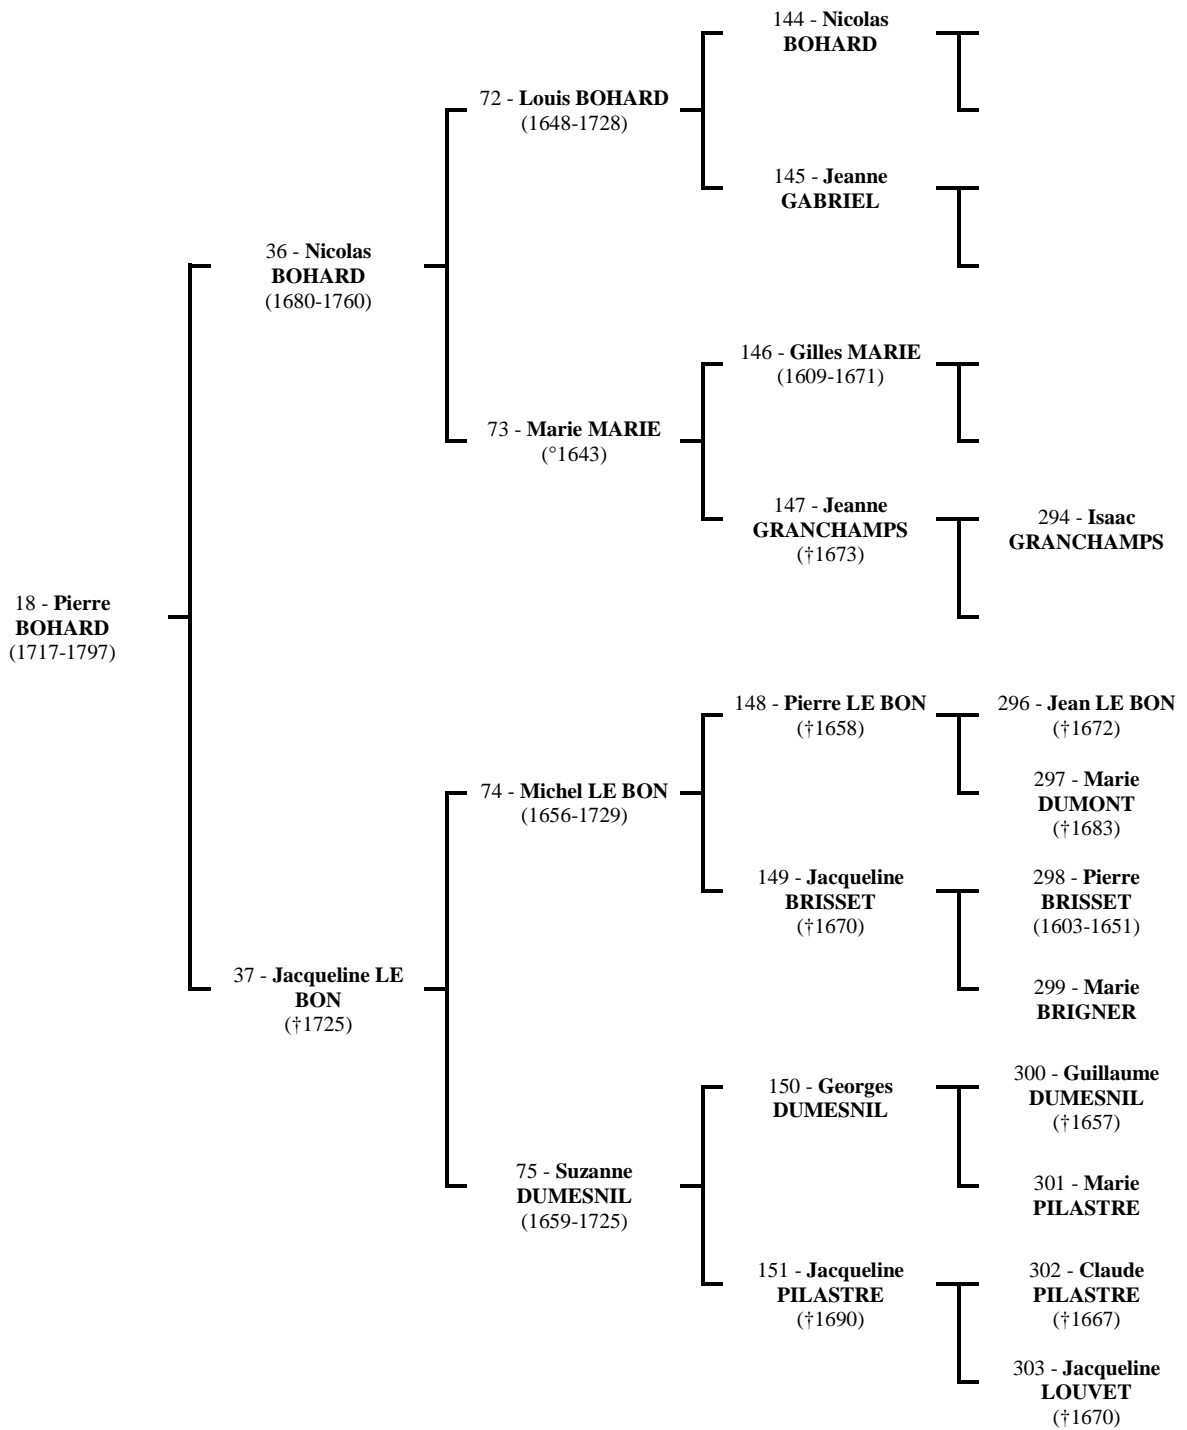 144 - Nicolas
BOHARD
72 - Louis BOHARD
(1648-1728)
145 - Jeanne
GABRIEL
36 - Nicolas
BOHARD
(1680-1760)
146 - Gilles MARIE
(1609-1671)
73 - Marie MARIE
(°1643)
147 - Jeanne
GRANCHAMPS
(†1673)
294 - Isaac
GRANCHAMPS
18 - Pierre
BOHARD
(1717-1797)
148 - Pierre LE BON
(†1658)
296 - Jean LE BON
(†1672)
297 - Marie
DUMONT
(†1683)
74 - Michel LE BON
(1656-1729)
149 - Jacqueline
BRISSET
(†1670)
298 - Pierre
BRISSET
(1603-1651)
299 - Marie
BRIGNER
37 - Jacqueline LE
BON
(†1725)
150 - Georges
DUMESNIL
300 - Guillaume
DUMESNIL
(†1657)
301 - Marie
PILASTRE
75 - Suzanne
DUMESNIL
(1659-1725)
151 - Jacqueline
PILASTRE
(†1690)
302 - Claude
PILASTRE
(†1667)
303 - Jacqueline
LOUVET
(†1670)